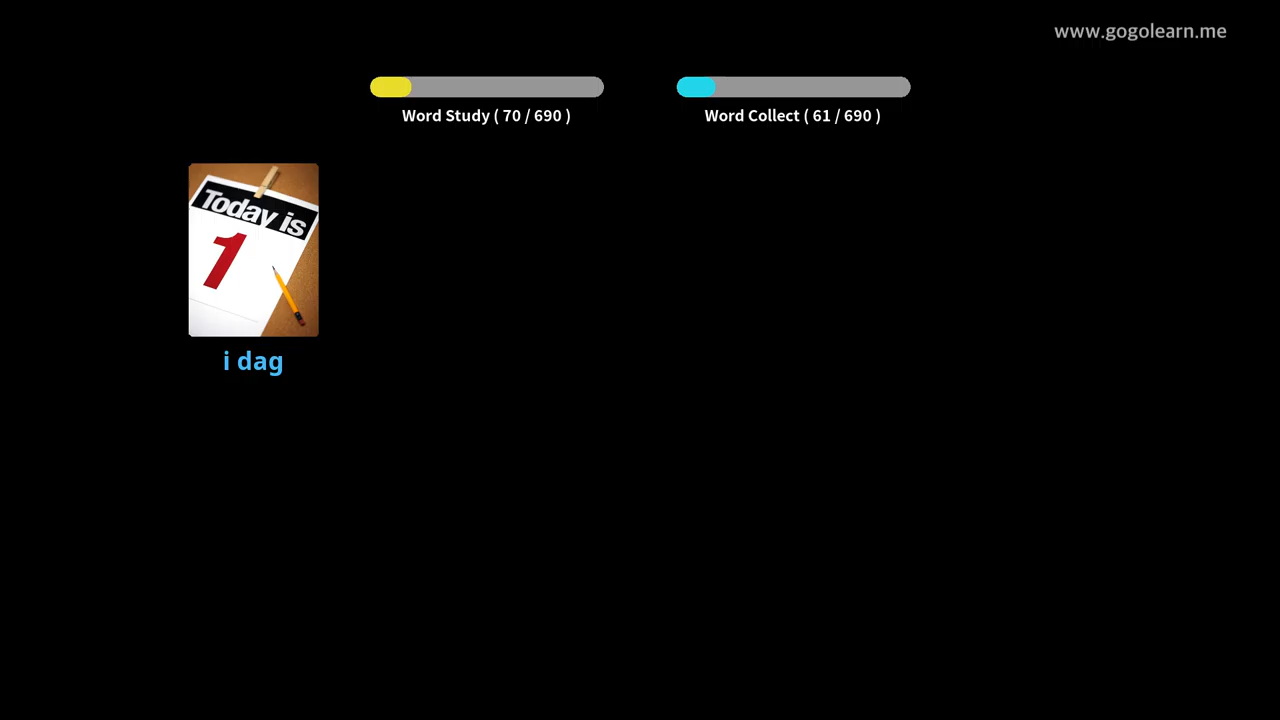 www.gogolearn.me
Word Study ( 70 / 690 )
Word Collect ( 61 / 690 )
Today is
1
i dag